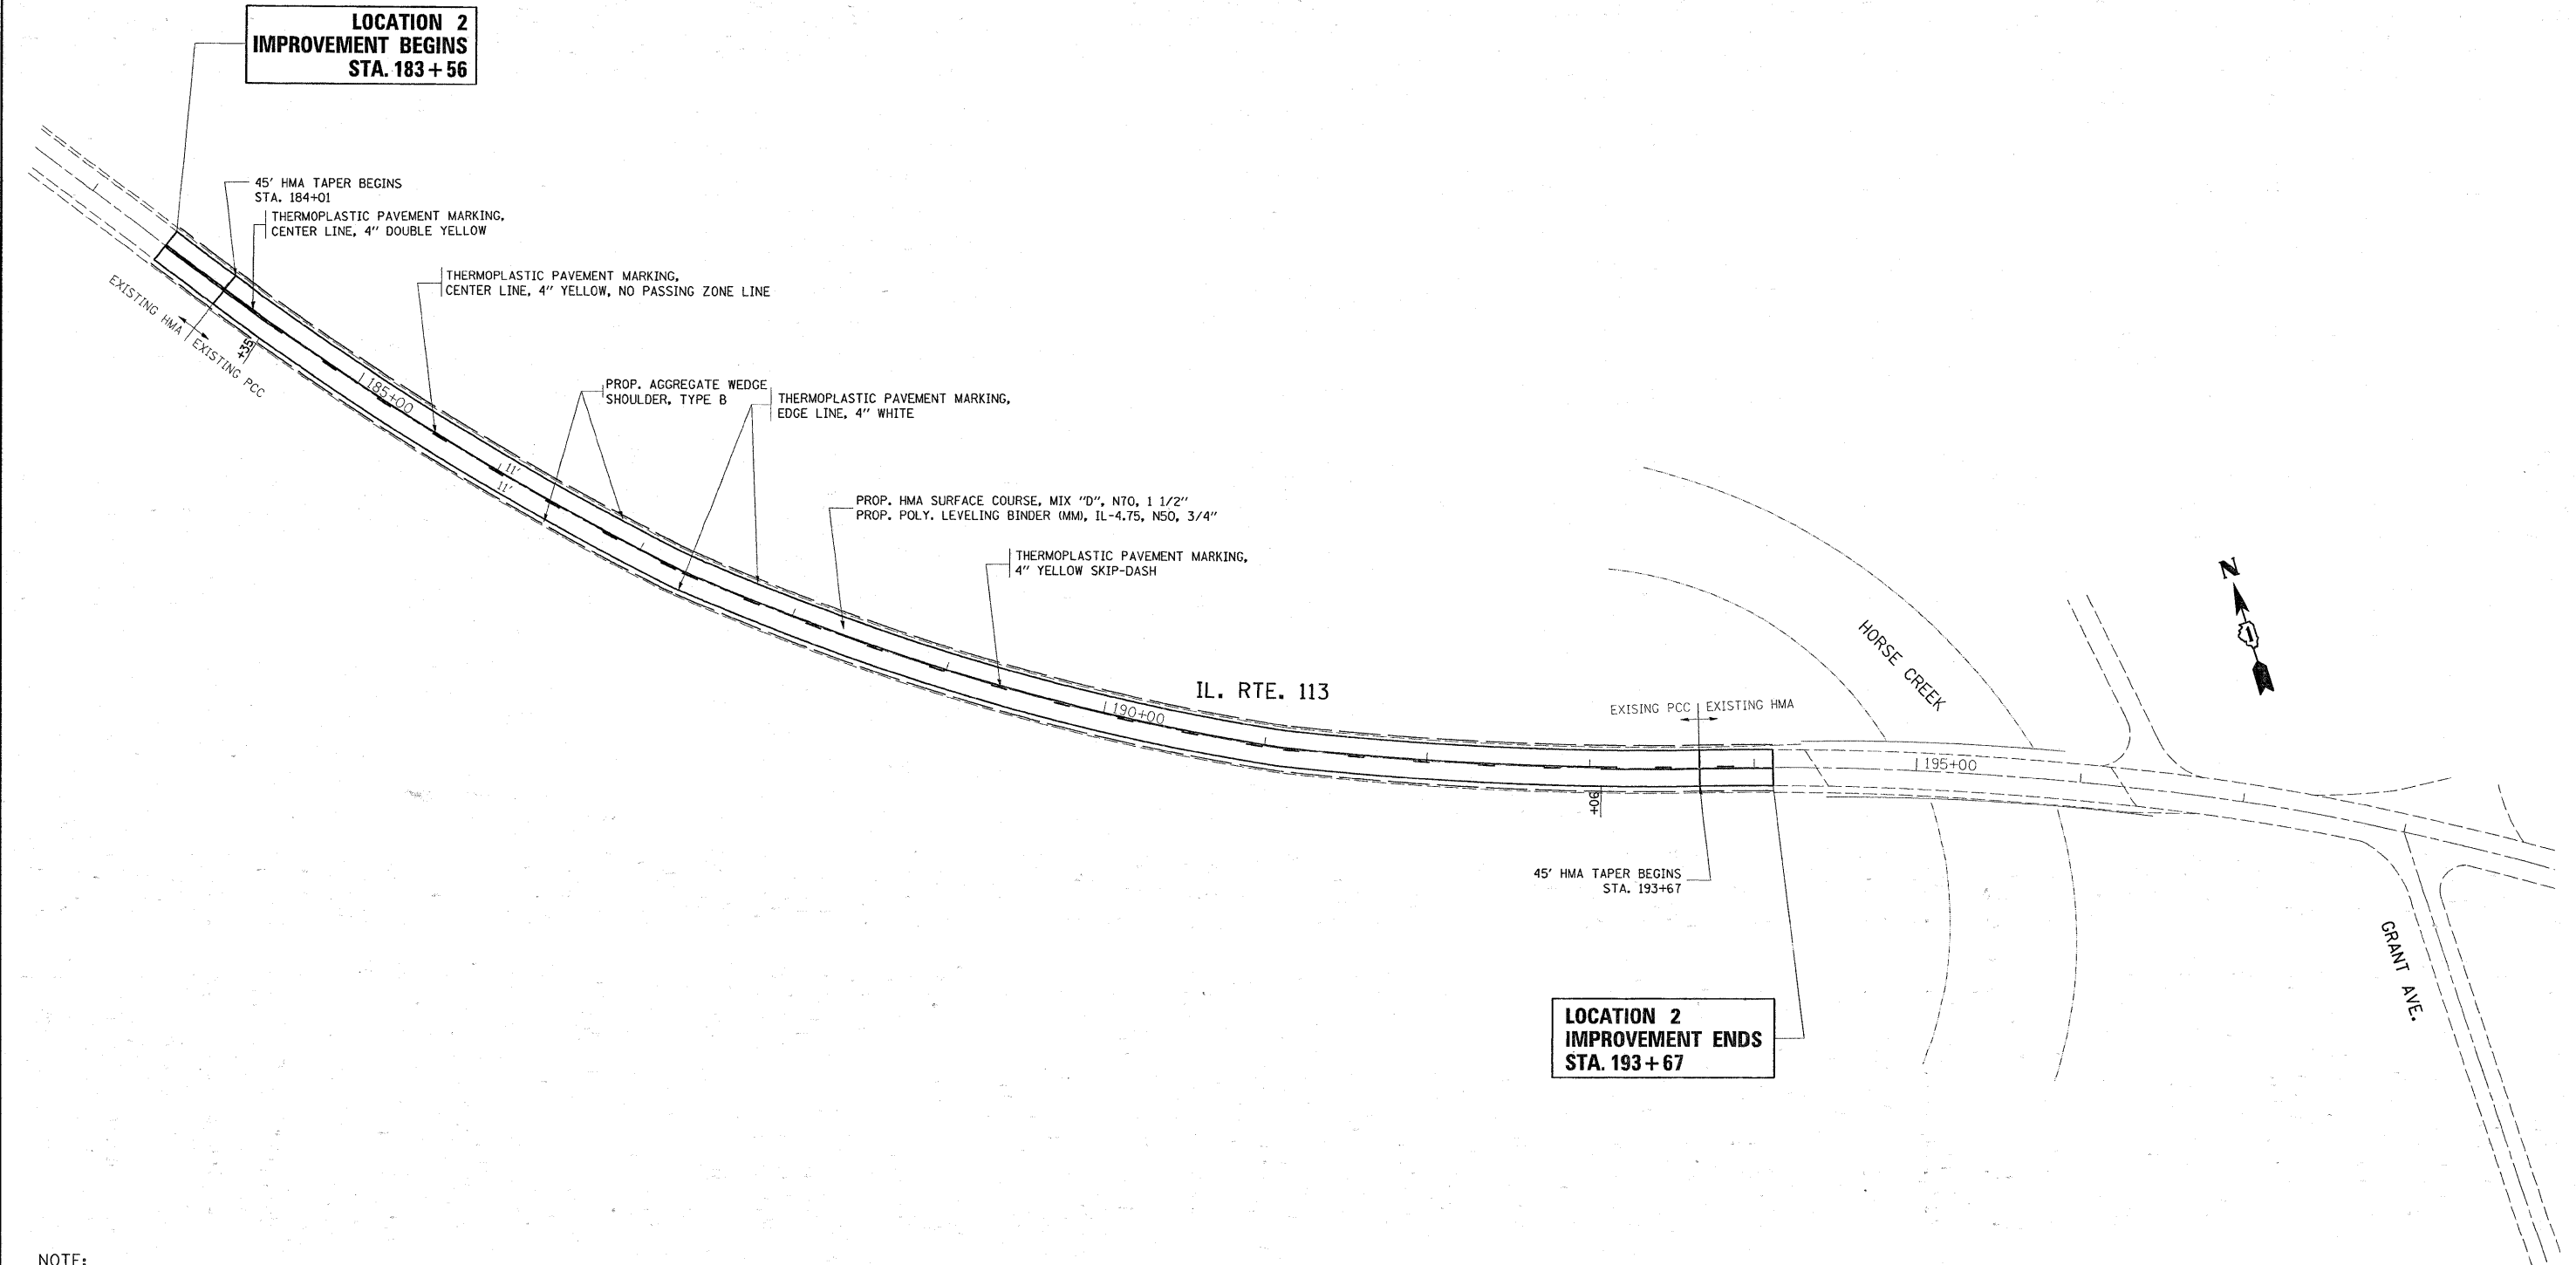 LOCATION 2
IMPROVEMENT BEGINS
STA. 183+56
45' HMA TAPER BEGINS
STA. 184+01
THERMOPLASTIC PAVEMENT MARKING,
CENTER LINE, 4" DOUBLE YELLOW
THERMOPLASTIC PAVEMENT MARKING,
CENTER LINE, 4" YELLOW, NO PASSING ZONE LINE
EXISTING HMA
EXISTING PCC
+35
185+00
PROP. AGGREGATE WEDGE
SHOULDER, TYPE B
THERMOPLASTIC PAVEMENT MARKING,
EDGE LINE, 4" WHITE
11'
11'
PROP. HMA SURFACE COURSE, MIX "D", N70, 1 1/2"
PROP. POLY. LEVELING BINDER (MM), IL-4.75, N50, 3/4"
THERMOPLASTIC PAVEMENT MARKING,
4" YELLOW SKIP-DASH
N
HORSE CREEK
IL. RTE. 113
190+00
EXISING PCC
EXISTING HMA
195+00
+06
45' HMA TAPER BEGINS
STA. 193+67
GRANT AVE.
LOCATION 2
IMPROVEMENT ENDS
STA. 193+67
NOTE: